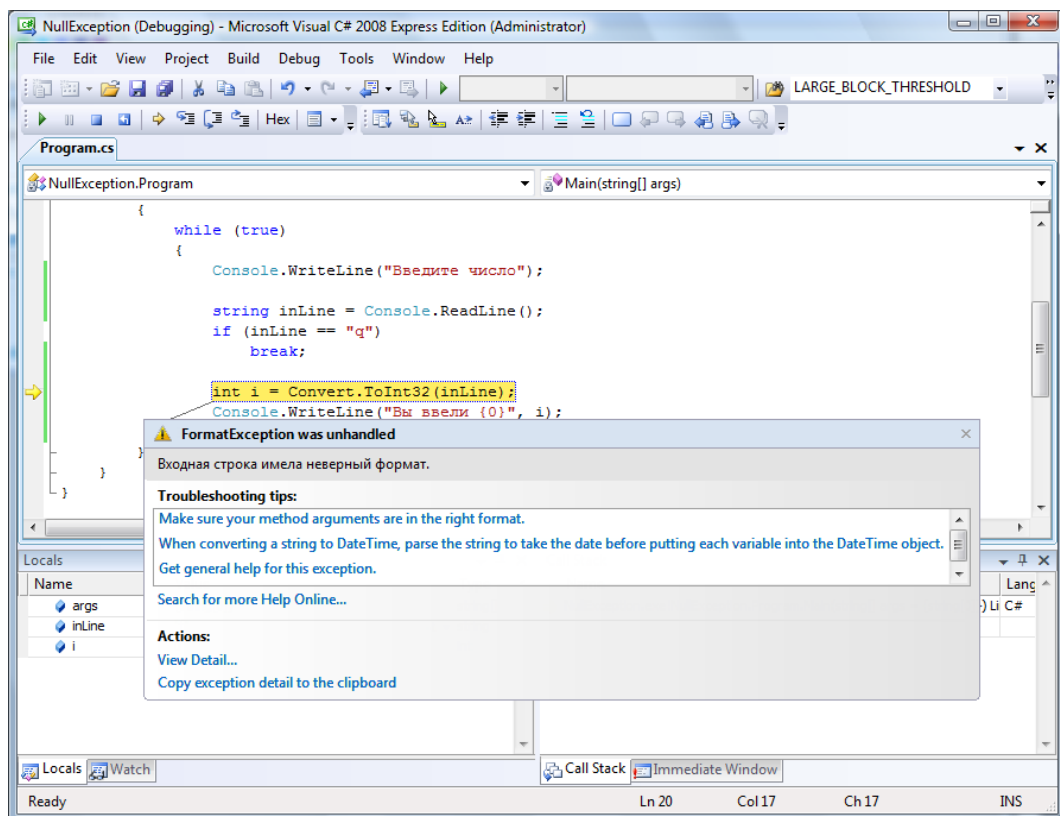 NullException (Debugging) - Microsoft Visual C# 2008 Express Edition (Administrator)
File Edit View Project Build Debug Tools Window Help
LARGE_BLOCK_THRESHOLD
Hex
Program.cs
NullException.Program Main(string[] args)
{
while (true)
{
Console.WriteLine("Введите число");
string inLine = Console.ReadLine();
if (inLine == "q")
break;
int i = Convert.ToInt32(inLine);
Console.WriteLine("Вы ввели {0}", i);
}
}
}
FormatException was unhandled
Входная строка имела неверный формат.
Troubleshooting tips:
Make sure your method arguments are in the right format.
When converting a string to DateTime, parse the string to take the date before putting each variable into the DateTime object.
Get general help for this exception.
Search for more Help Online...
Actions:
View Detail...
Copy exception detail to the clipboard
Locals
Name Lang
args Li C#
inLine
i
Locals Watch Call Stack Immediate Window
Ready Ln 20 Col 17 Ch 17 INS